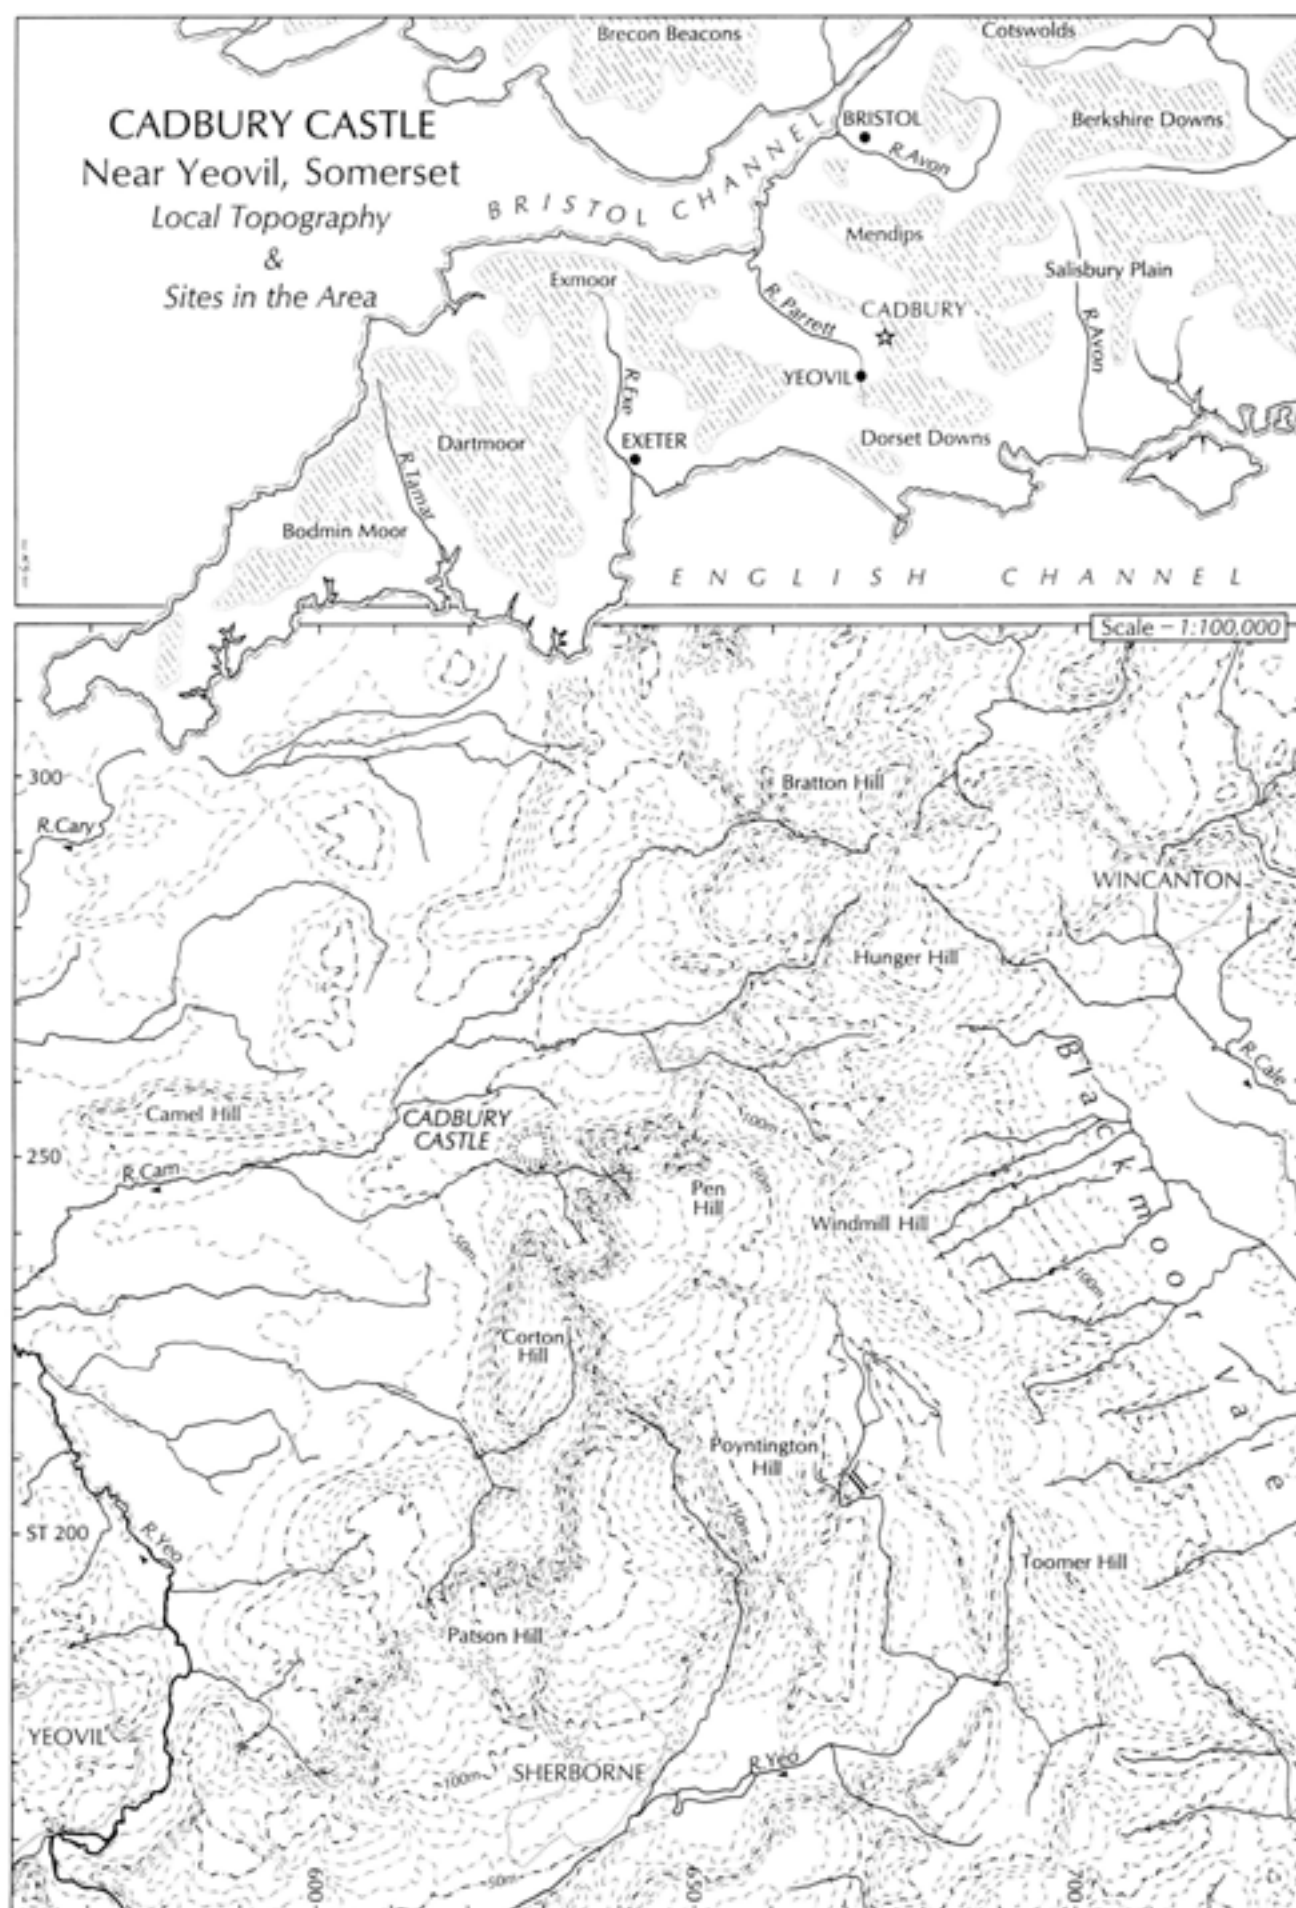 Brecon Beacons
Cotswolds
CADBURY CASTLE
Near Yeovil, Somerset
Local Topography
&
Sites in the Area
BRISTOL
R.Avon
Berkshire Downs
BRISTOL CHANNEL
Mendips
Exmoor
Salisbury Plain
R.Parrett
CADBURY
R.Avon
YEOVIL
R.Exe
Dartmoor
EXETER
Dorset Downs
R.Tamar
Bodmin Moor
ENGLISH CHANNEL
Scale – 1:100,000
300
Bratton Hill
R.Cary
WINCANTON
Hunger Hill
R.Cale
Camel Hill
CADBURY
CASTLE
100m
250
R.Cam
Pen
Hill
150m
Windmill Hill
50m
100m
Blackmoor Vale
Corton
Hill
Poyntington
Hill
150m
ST 200
R.Yeo
Toomer Hill
Patson Hill
YEOVIL
100m
SHERBORNE
R.Yeo
50m
600
650
700